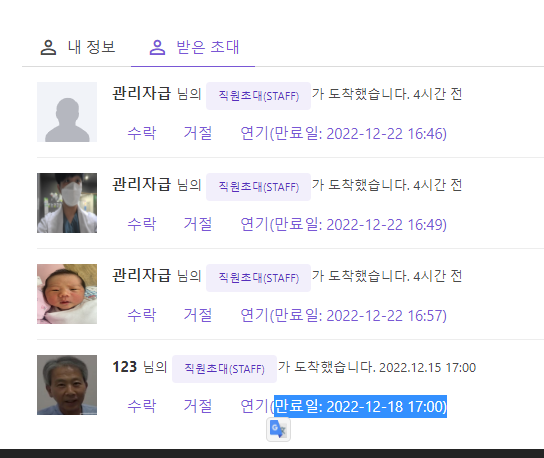 내 정보 받은 초대
관리자급 님의 직원초대(STAFF) 가 도착했습니다. 4시간 전
수락 거절 연기(만료일: 2022-12-22 16:46)
관리자급 님의 직원초대(STAFF) 가 도착했습니다. 4시간 전
수락 거절 연기(만료일: 2022-12-22 16:49)
관리자급 님의 직원초대(STAFF) 가 도착했습니다. 4시간 전
수락 거절 연기(만료일: 2022-12-22 16:57)
123 님의 직원초대(STAFF) 가 도착했습니다. 2022.12.15 17:00
수락 거절 연기(만료일: 2022-12-18 17:00)